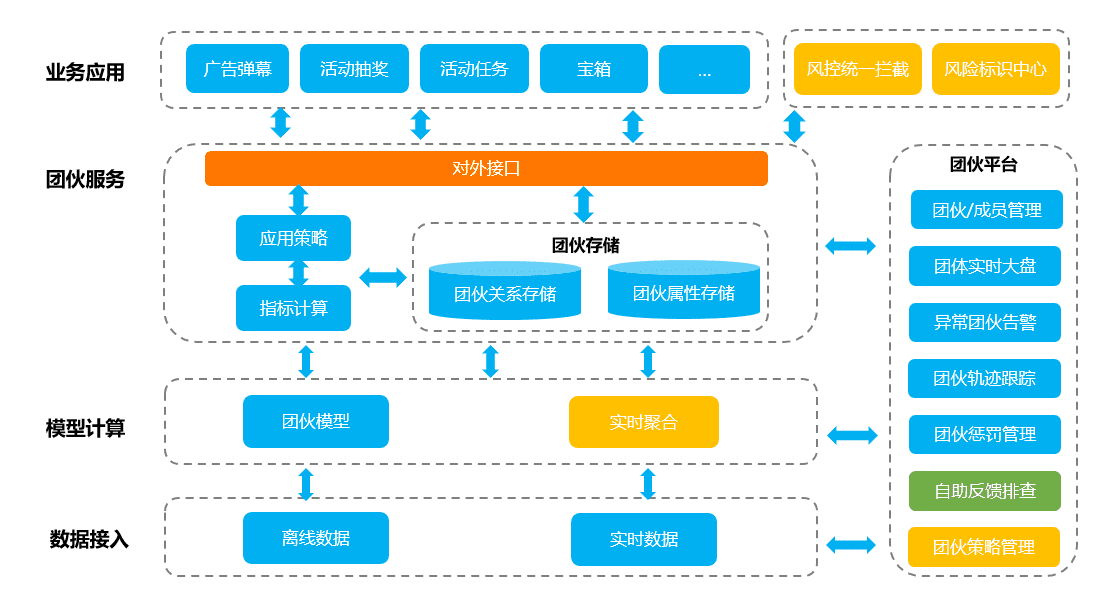 业务应用
广告弹幕
活动抽奖
活动任务
宝箱
...
风控统一拦截
风险标识中心
团伙服务
对外接口
应用策略
指标计算
团伙存储
团伙关系存储
团伙属性存储
模型计算
团伙模型
实时聚合
数据接入
离线数据
实时数据
团伙平台
团伙/成员管理
团体实时大盘
异常团伙告警
团伙轨迹跟踪
团伙惩罚管理
自助反馈排查
团伙策略管理